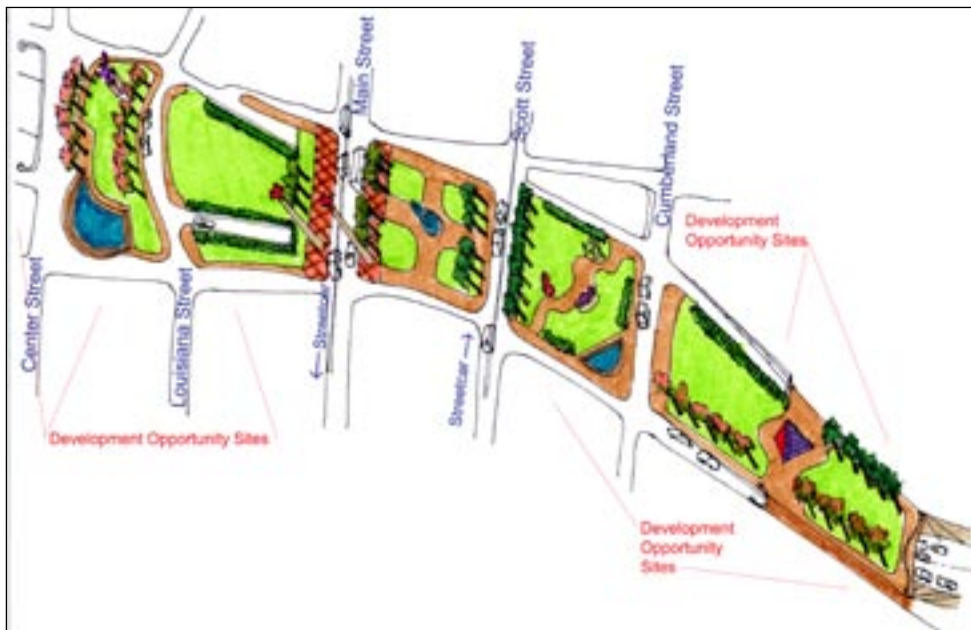 Main Street
Scott Street
Cumberland Street
Development
Opportunity Sites
Center Street
Louisiana Street
Streetcar
Streetcar
Development Opportunity Sites
Development
Opportunity
Sites